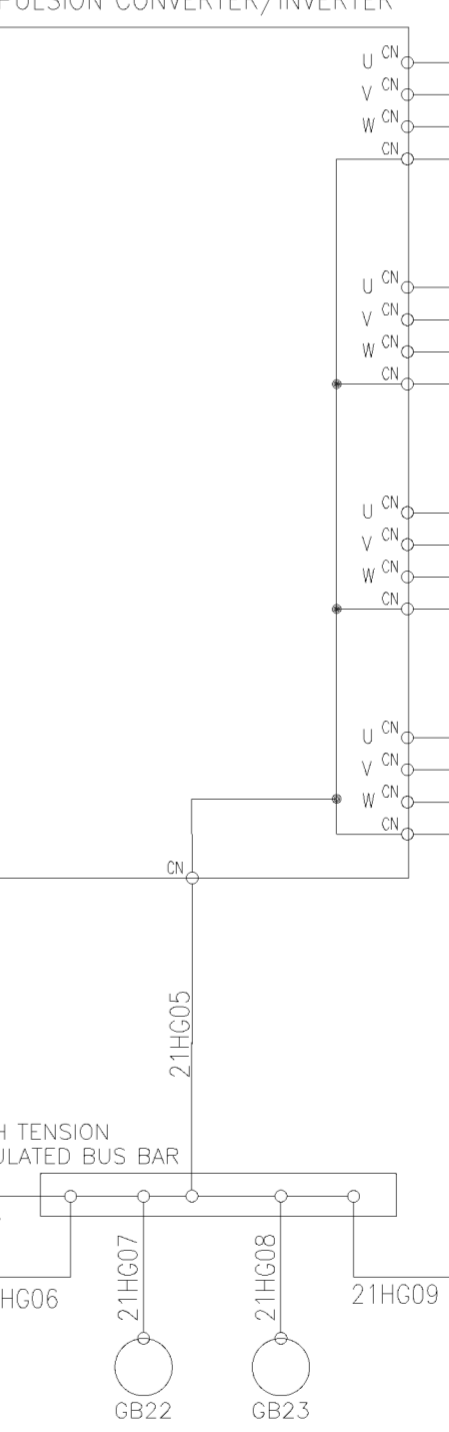 PULSION CONVERTER/INVERTER
U CN
V CN
W CN
CN
U CN
V CN
W CN
CN
U CN
V CN
W CN
CN
U CN
V CN
W CN
CN
CN
21HG05
H TENSION
ULATED BUS BAR
21HG07
21HG08
HG06
21HG09
GB22
GB23